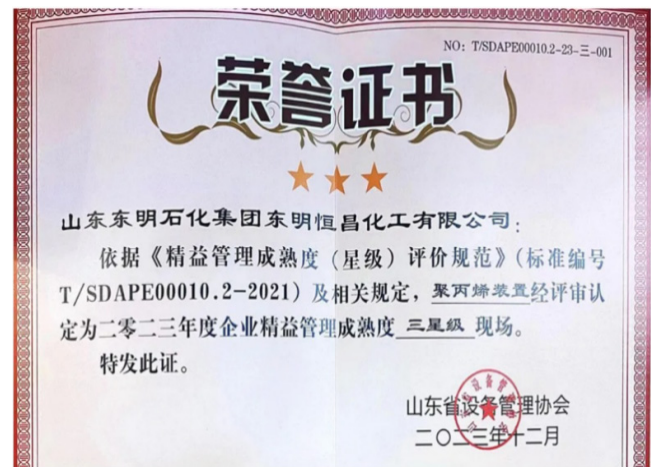 NO: T/SDAPE00010.2-23-三-001
荣誉证书
山东东明石化集团东明恒昌化工有限公司：
依据《精益管理成熟度（星级）评价规范》（标准编号
T/SDAPE00010.2-2021）及相关规定，聚丙烯装置经评审认
定为二零二三年度企业精益管理成熟度 三星级 现场。
特发此证。
山东省设备管理协会
二〇二三年十二月